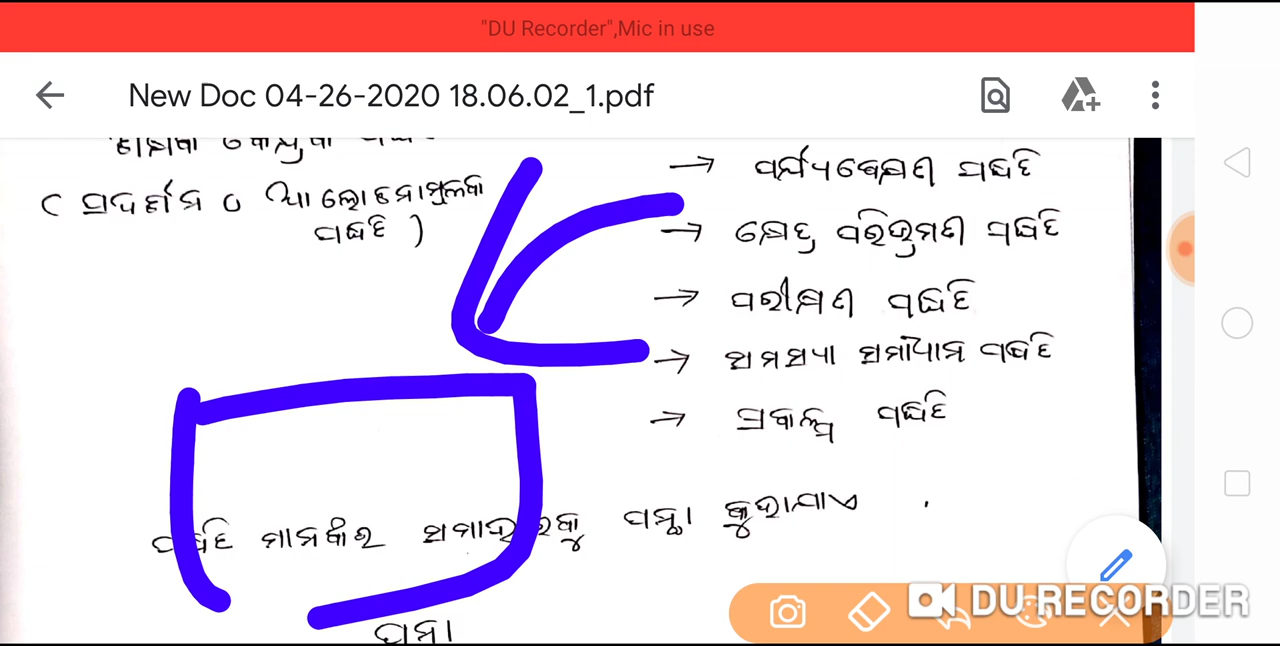 "DU Recorder",Mic in use
New Doc 04-26-2020 18.06.02_1.pdf
( ପ୍ରଦର୍ଶନ ଓ ଆଲୋଚନାମୂଳକ
ପଦ୍ଧତି )
→ ପର୍ଯ୍ୟବେକ୍ଷଣ ପଦ୍ଧତି
→ କ୍ଷେତ୍ର ପରିଭ୍ରମଣ ପଦ୍ଧତି
→ ପରୀକ୍ଷଣ ପଦ୍ଧତି
→ ସମସ୍ୟା ସମାଧାନ ପଦ୍ଧତି
→ ପ୍ରକଳ୍ପ ପଦ୍ଧତି
ପଦ୍ଧତି ମାନଙ୍କର ସମାହାରକୁ ପନ୍ଥା କୁହାଯାଏ .
ପନ୍ଥା
DU RECORDER